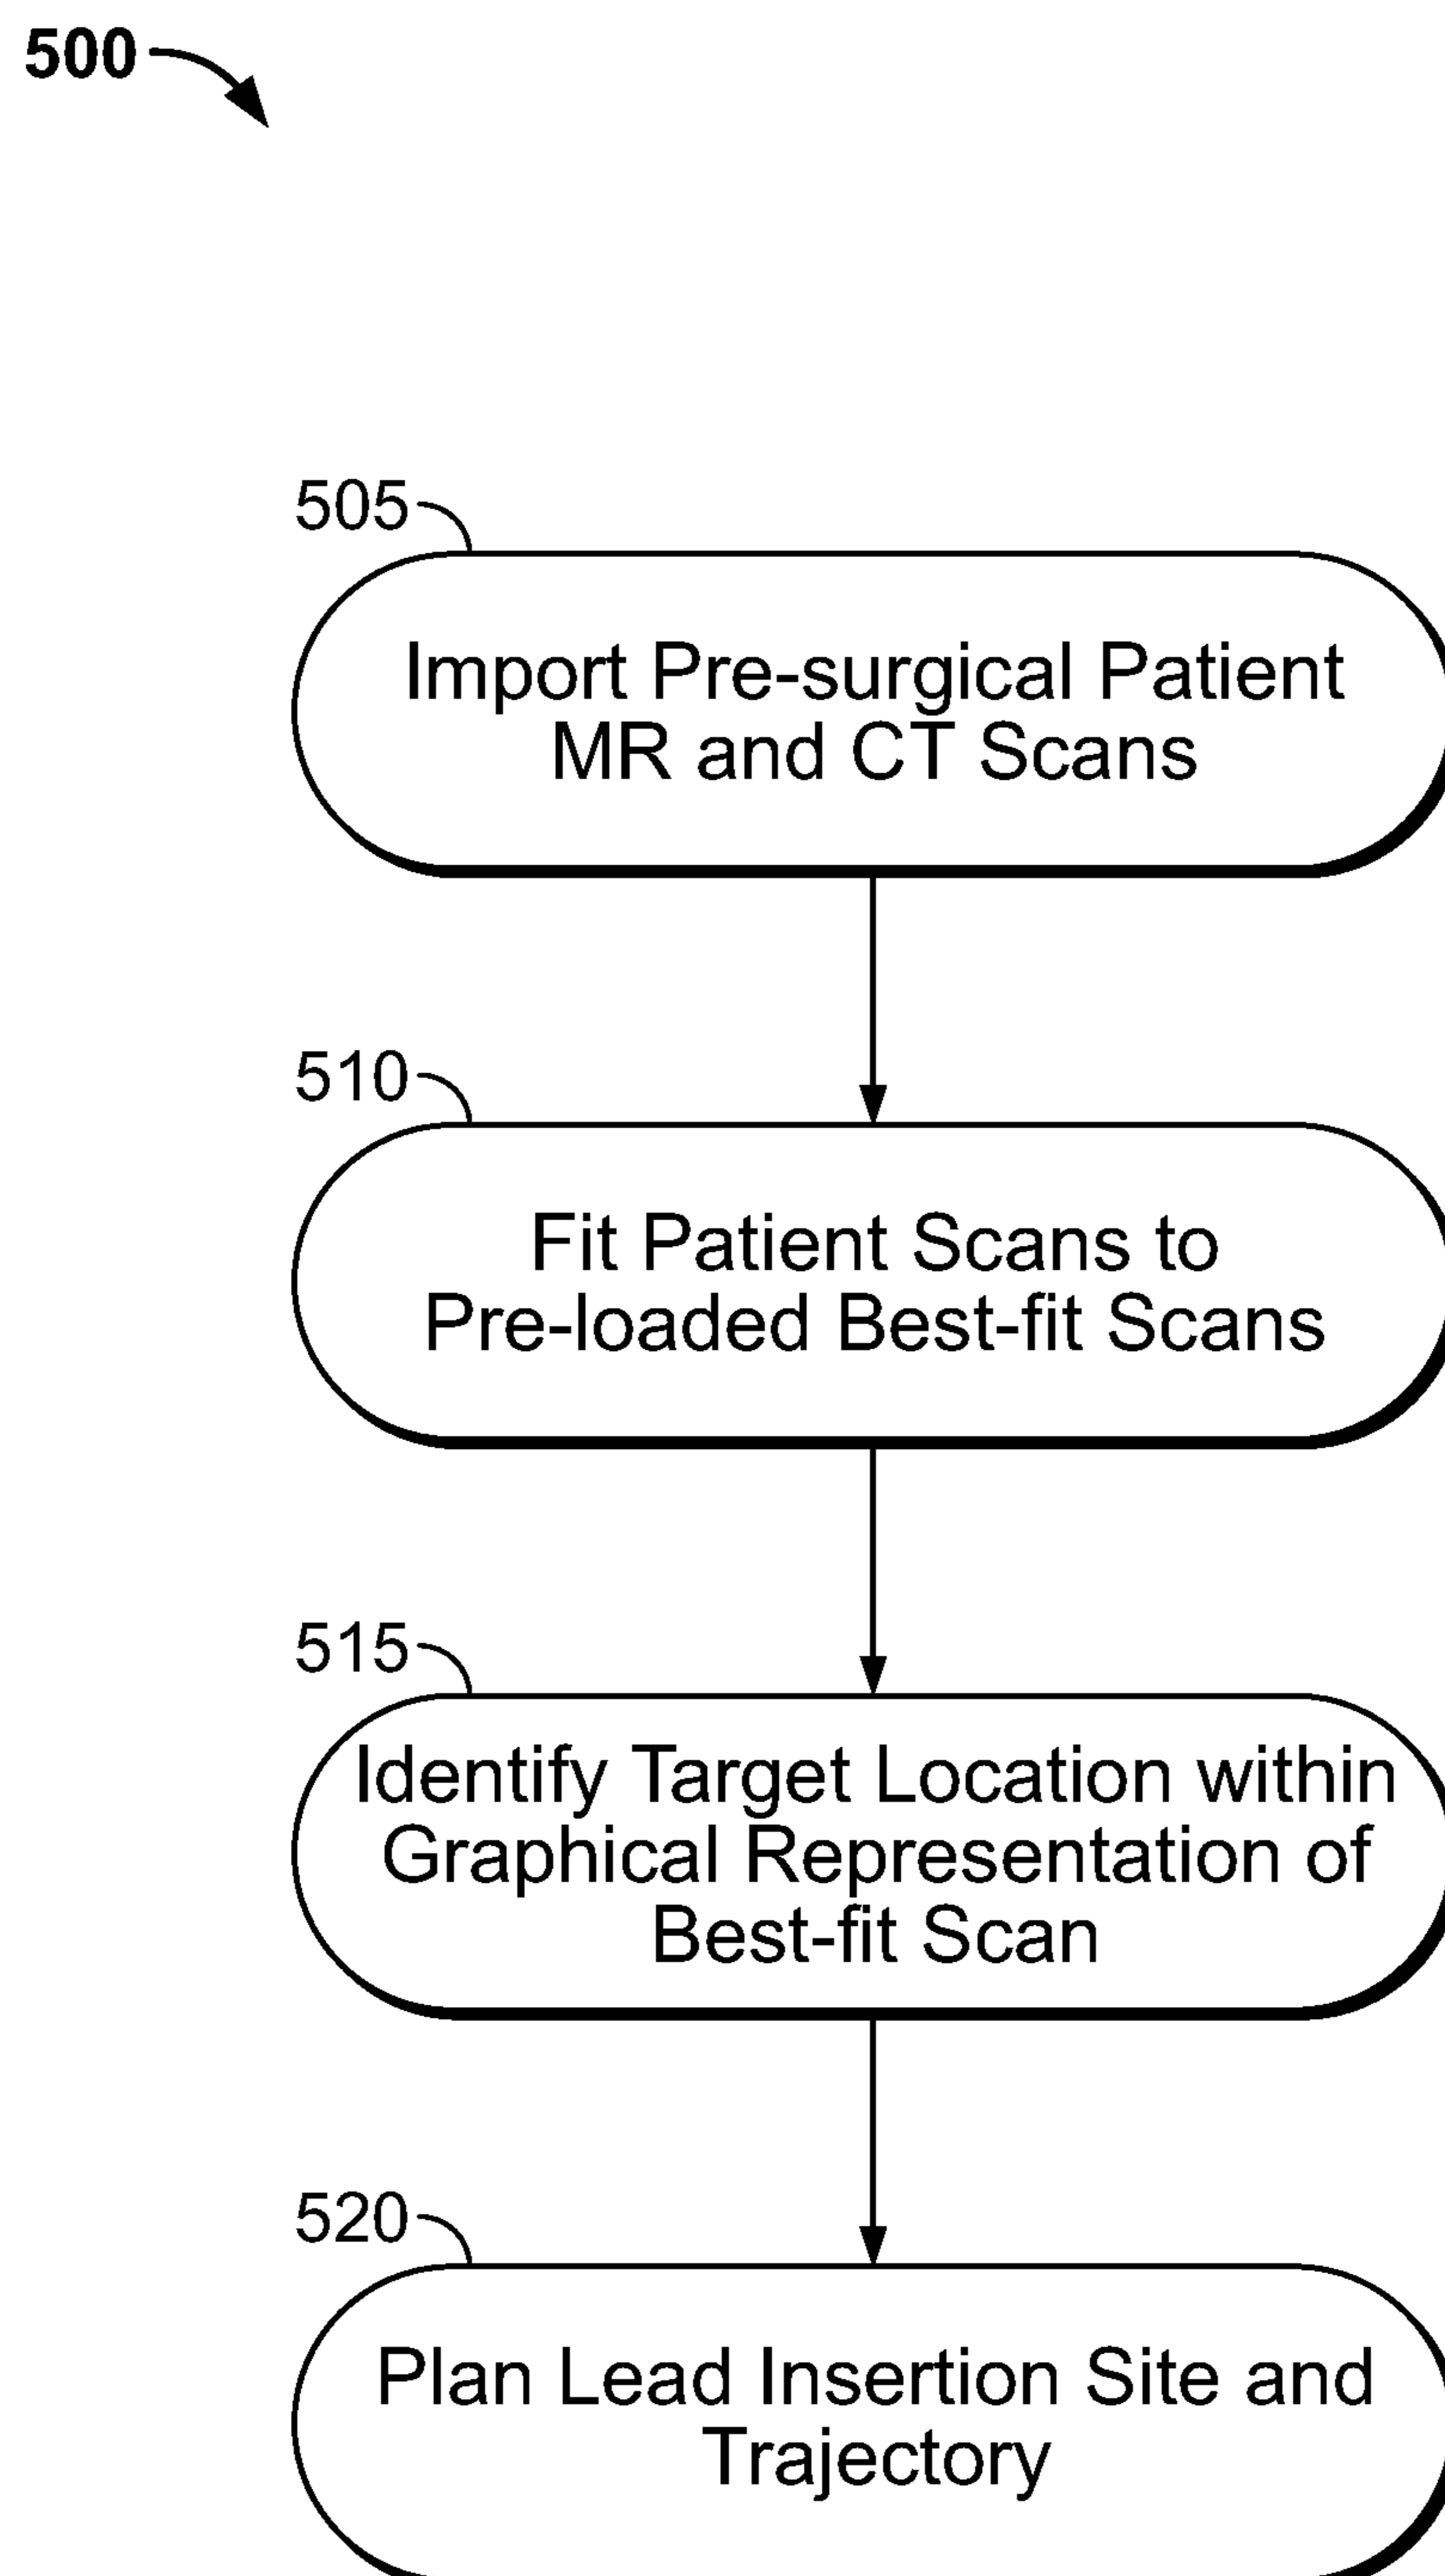 500
505
Import Pre-surgical Patient
MR and CT Scans
510
Fit Patient Scans to
Pre-loaded Best-fit Scans
515
Identify Target Location within
Graphical Representation of
Best-fit Scan
520
Plan Lead Insertion Site and
Trajectory